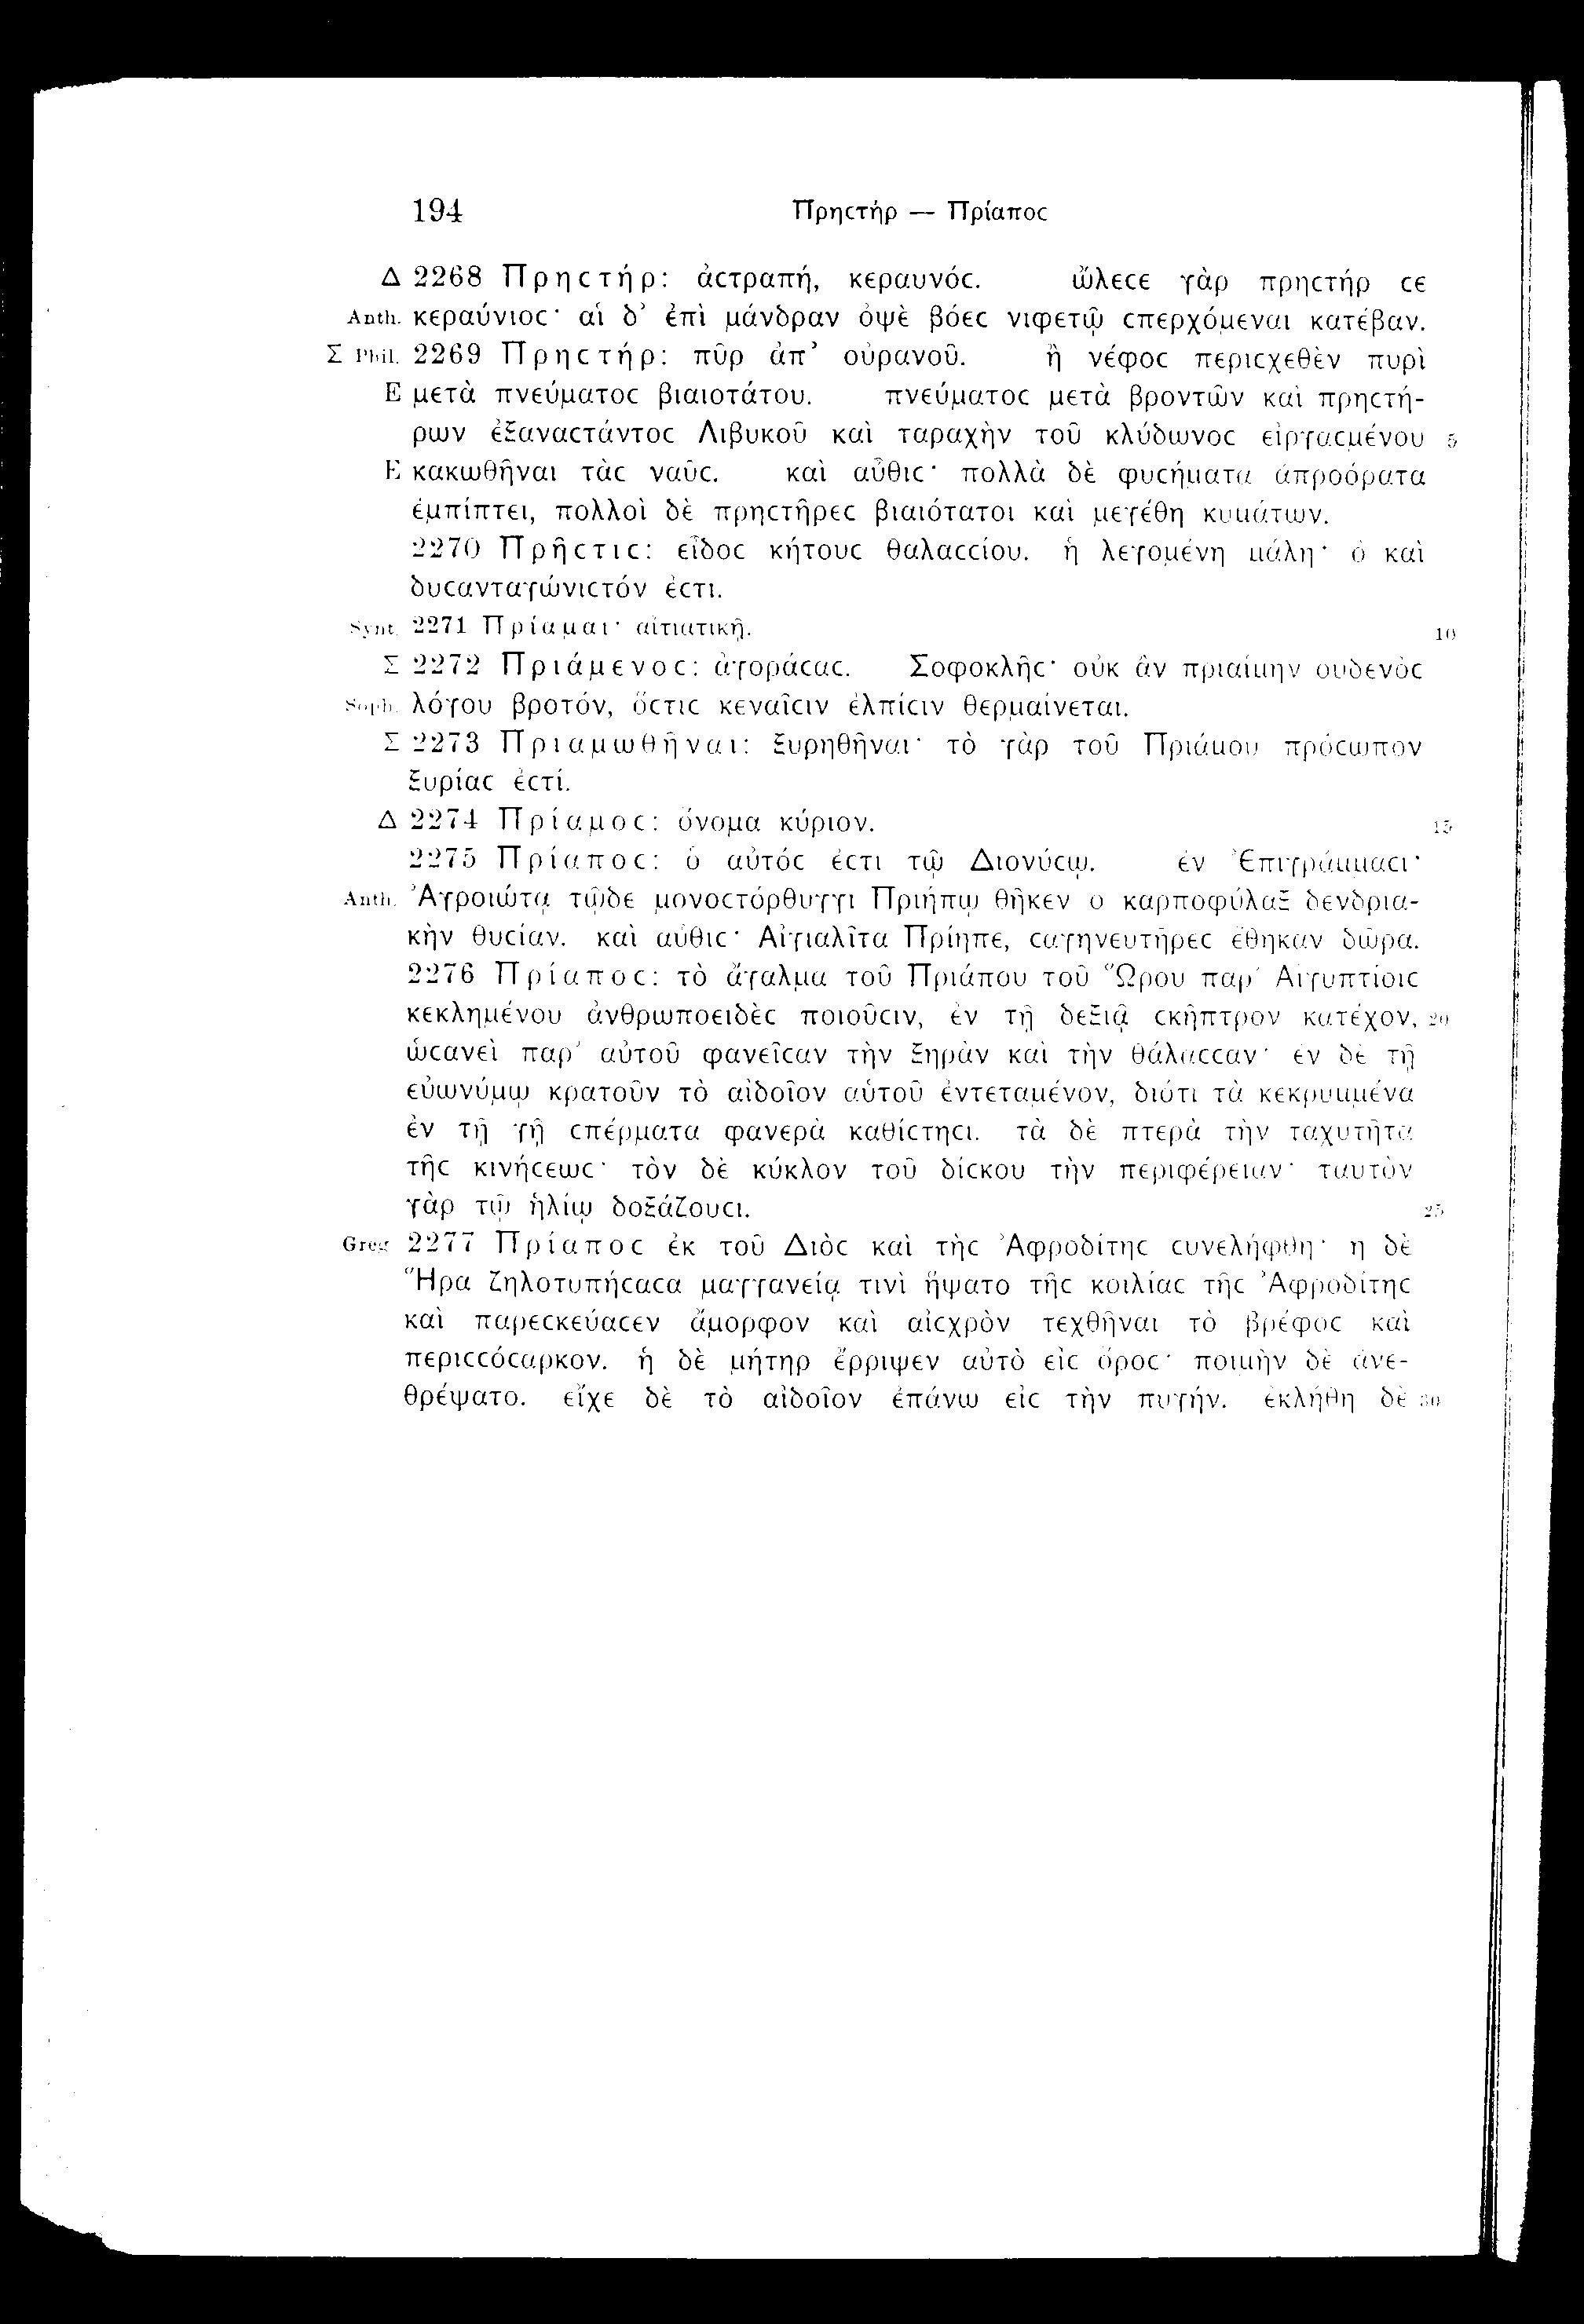 194 Πρηϲτήρ — Πρίαποϲ
Δ 2268 Πρηϲτήρ: ἀϲτραπή, κεραυνόϲ. ὤλεϲε γὰρ πρηϲτήρ ϲε
Anth. κεραύνιοϲ· αἱ δ’ ἐπὶ μάνδραν ὀψὲ βόεϲ νιφετῷ ϲπερχόμεναι κατέβαν.
Σ Phil. 2269 Πρηϲτήρ: πῦρ ἀπ’ οὐρανοῦ. ἢ νέφοϲ περιϲχεθὲν πυρὶ
E μετὰ πνεύματοϲ βιαιοτάτου. πνεύματοϲ μετὰ βροντῶν καὶ πρηϲτή-
ρων ἐξαναϲτάντοϲ Λιβυκοῦ καὶ ταραχὴν τοῦ κλύδωνοϲ εἰργαϲμένου 5
E κακωθῆναι τὰϲ ναῦϲ. καὶ αὖθιϲ· πολλὰ δὲ φυϲήματα ἀπροόρατα
ἐμπίπτει, πολλοὶ δὲ πρηϲτῆρεϲ βιαιότατοι καὶ μεγέθη κυμάτων.
2270 Πρῆϲτιϲ: εἶδοϲ κήτουϲ θαλαϲϲίου. ἡ λεγομένη μάλη· ὃ καὶ
δυϲανταγώνιϲτόν ἐϲτι.
Synt. 2271 Πρίαμαι· αἰτιατικῇ. 10
Σ 2272 Πριάμενοϲ: ἀγοράϲαϲ. Σοφοκλῆϲ· οὐκ ἂν πριαίμην οὐδενὸϲ
Soph. λόγου βροτόν, ὅϲτιϲ κεναῖϲιν ἐλπίϲιν θερμαίνεται.
Σ 2273 Πριαμωθῆναι: ξυρηθῆναι· τὸ γὰρ τοῦ Πριάμου πρόϲωπον
ξυρίαϲ ἐϲτί.
Δ 2274 Πρίαμοϲ: ὄνομα κύριον. 15
2275 Πρίαποϲ: ὁ αὐτόϲ ἐϲτι τῷ Διονύϲῳ. ἐν Ἐπιγράμμαϲι·
Anth. Ἀγροιώτᾳ τῷδε μονοϲτόρθυγγι Πριήπῳ θῆκεν ὁ καρποφύλαξ δενδρια-
κὴν θυϲίαν. καὶ αὖθιϲ· Αἰγιαλῖτα Πρίηπε, ϲαγηνευτῆρεϲ ἔθηκαν δῶρα.
2276 Πρίαποϲ: τὸ ἄγαλμα τοῦ Πριάπου τοῦ Ὥρου παρ’ Αἰγυπτίοιϲ
κεκλημένου ἀνθρωποειδὲϲ ποιοῦϲιν, ἐν τῇ δεξιᾷ ϲκῆπτρον κατέχον, 20
ὡϲανεὶ παρ’ αὐτοῦ φανεῖϲαν τὴν ξηρὰν καὶ τὴν θάλαϲϲαν· ἐν δὲ τῇ
εὐωνύμῳ κρατοῦν τὸ αἰδοῖον αὑτοῦ ἐντεταμένον, διότι τὰ κεκρυμμένα
ἐν τῇ γῇ ϲπέρματα φανερὰ καθίϲτηϲι. τὰ δὲ πτερὰ τὴν ταχυτῆτα
τῆϲ κινήϲεωϲ· τὸν δὲ κύκλον τοῦ δίϲκου τὴν περιφέρειαν· ταὐτὸν
γὰρ τῷ ἡλίῳ δοξάζουϲι. 25
Greg 2277 Πρίαποϲ ἐκ τοῦ Διὸϲ καὶ τῆϲ Ἀφροδίτηϲ ϲυνελήφθη· ἡ δὲ
Ἥρα ζηλοτυπήϲαϲα μαγγανείᾳ τινὶ ἥψατο τῆϲ κοιλίαϲ τῆϲ Ἀφροδίτηϲ
καὶ παρεϲκεύαϲεν ἄμορφον καὶ αἰϲχρὸν τεχθῆναι τὸ βρέφοϲ καὶ
περιϲϲόϲαρκον. ἡ δὲ μήτηρ ἔρριψεν αὐτὸ εἰϲ ὄροϲ· ποιμὴν δὲ ἀνε-
θρέψατο. εἶχε δὲ τὸ αἰδοῖον ἐπάνω εἰϲ τὴν πυγήν. ἐκλήθη δὲ 30